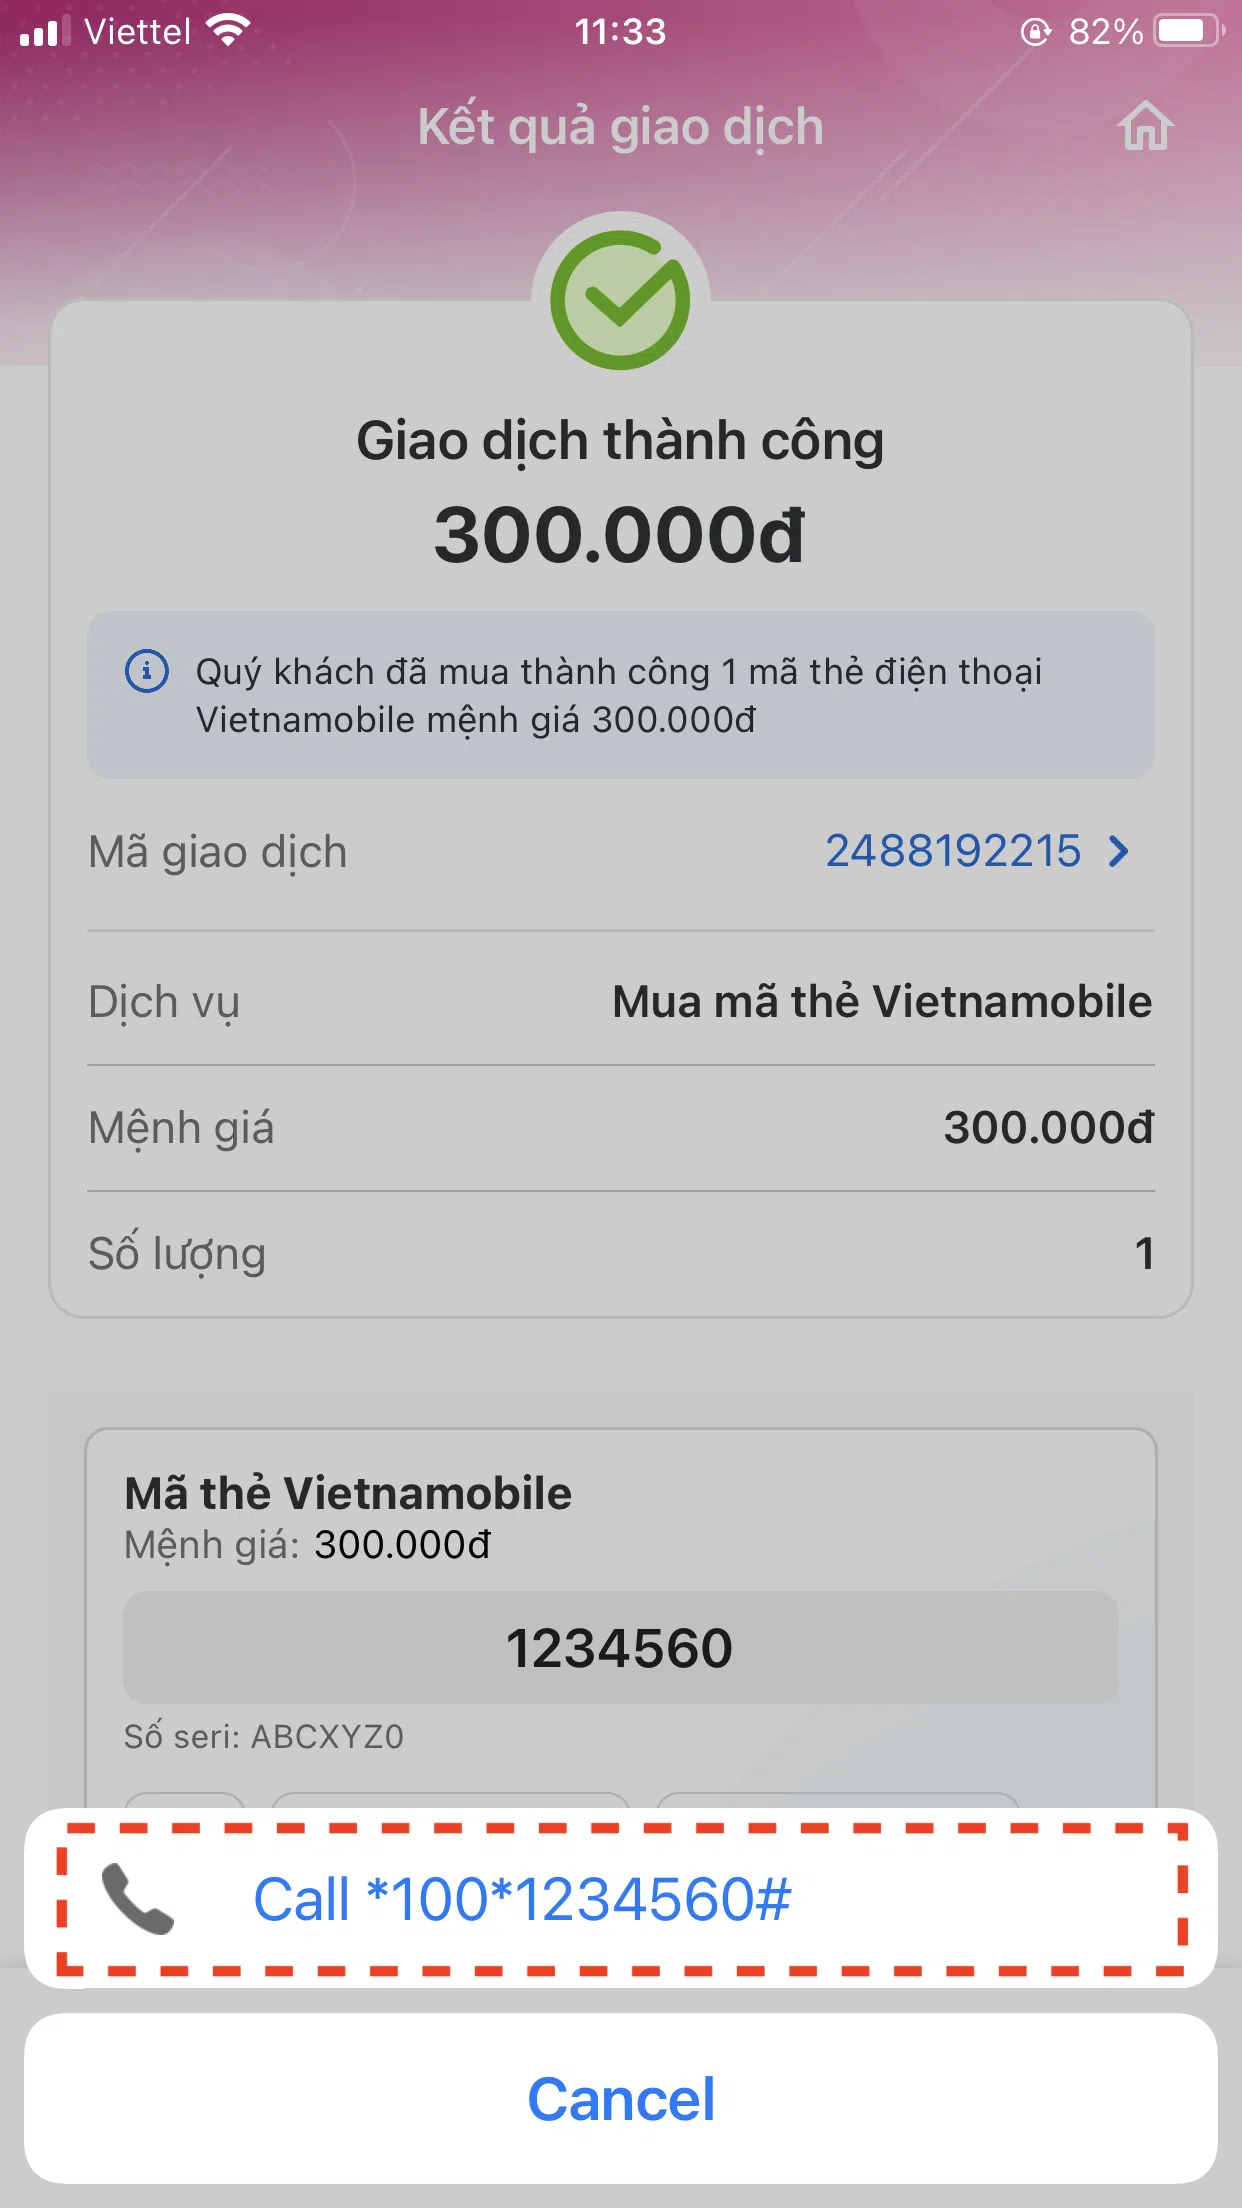 Viettel 11:33 82%
Kết quả giao dịch
Giao dịch thành công
300.000đ
Quý khách đã mua thành công 1 mã thẻ điện thoại
Vietnamobile mệnh giá 300.000đ
Mã giao dịch 2488192215
Dịch vụ Mua mã thẻ Vietnamobile
Mệnh giá 300.000đ
Số lượng 1
Mã thẻ Vietnamobile
Mệnh giá: 300.000đ
1234560
Số seri: ABCXYZ0
Call *100*1234560#
Cancel